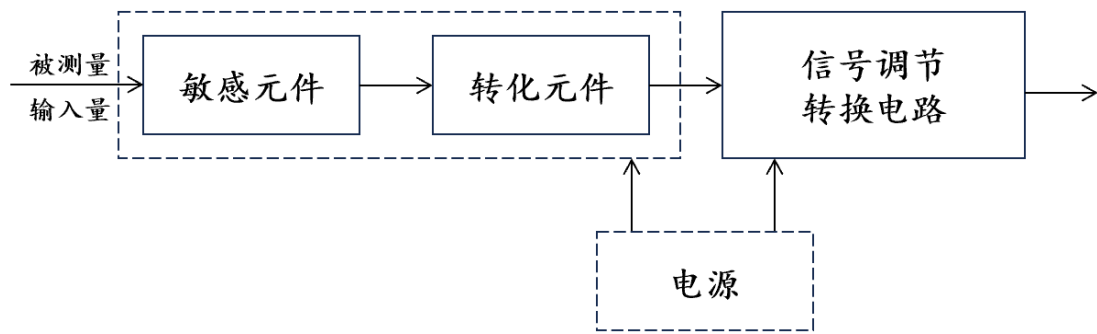 被测量
输入量
敏感元件
转化元件
信号调节
转换电路
电源